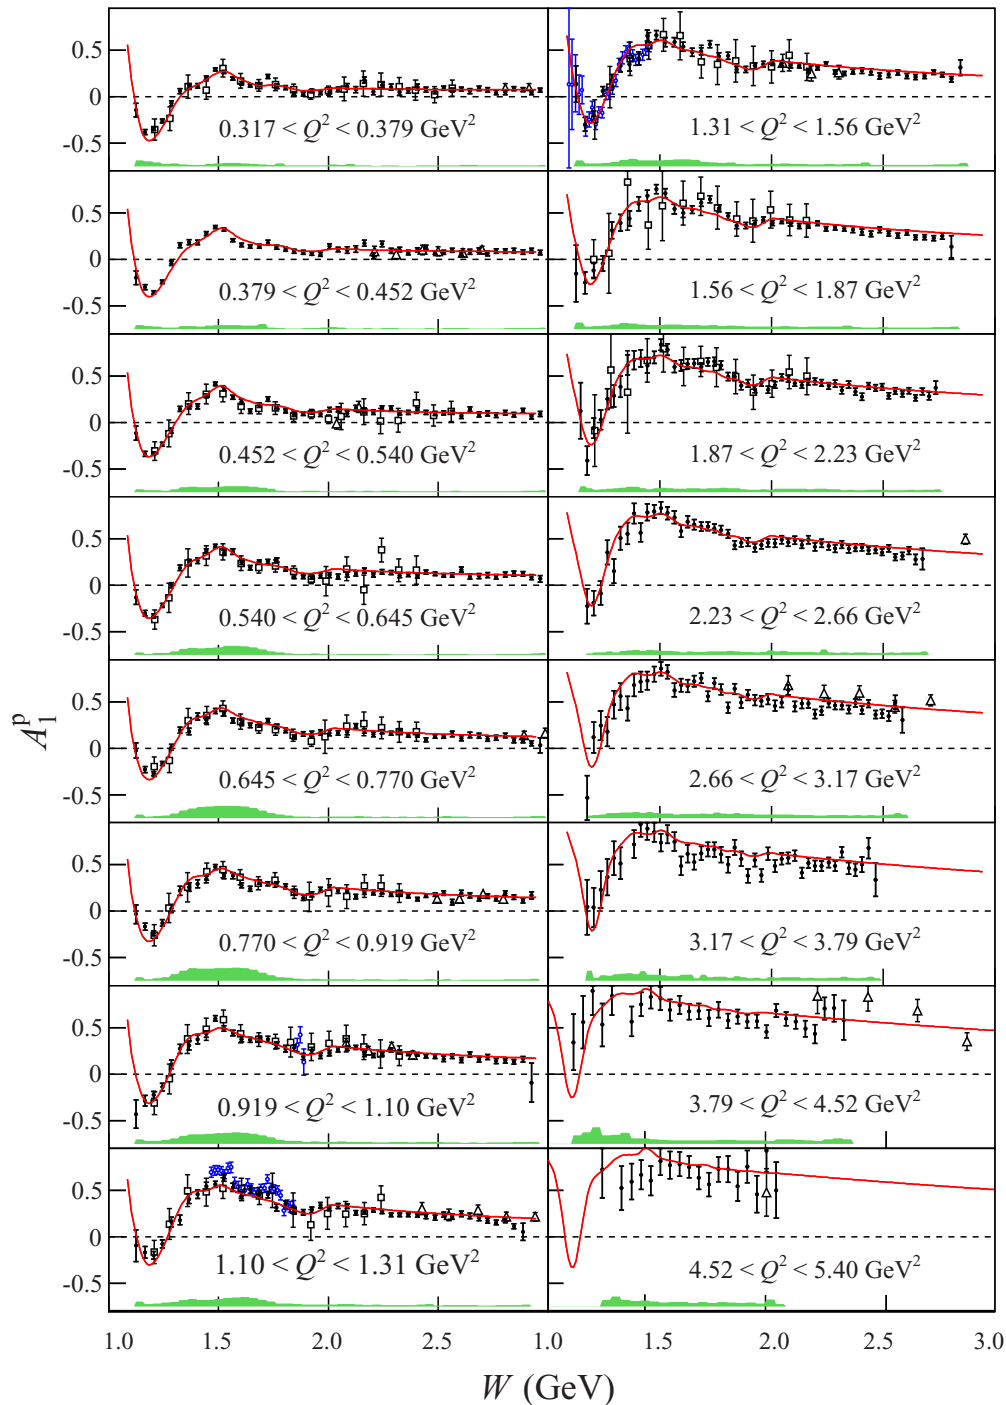 0.5
0
-0.5
0.317 < Q² < 0.379 GeV²
1.31 < Q² < 1.56 GeV²
0.5
0
-0.5
0.379 < Q² < 0.452 GeV²
1.56 < Q² < 1.87 GeV²
0.5
0
-0.5
0.452 < Q² < 0.540 GeV²
1.87 < Q² < 2.23 GeV²
0.5
0
-0.5
0.540 < Q² < 0.645 GeV²
2.23 < Q² < 2.66 GeV²
A₁ᵖ
0.5
0
-0.5
0.645 < Q² < 0.770 GeV²
2.66 < Q² < 3.17 GeV²
0.5
0
-0.5
0.770 < Q² < 0.919 GeV²
3.17 < Q² < 3.79 GeV²
0.5
0
-0.5
0.919 < Q² < 1.10 GeV²
3.79 < Q² < 4.52 GeV²
0.5
0
-0.5
1.10 < Q² < 1.31 GeV²
4.52 < Q² < 5.40 GeV²
1.0 1.5 2.0 2.5 1.0 1.5 2.0 2.5 3.0
W (GeV)